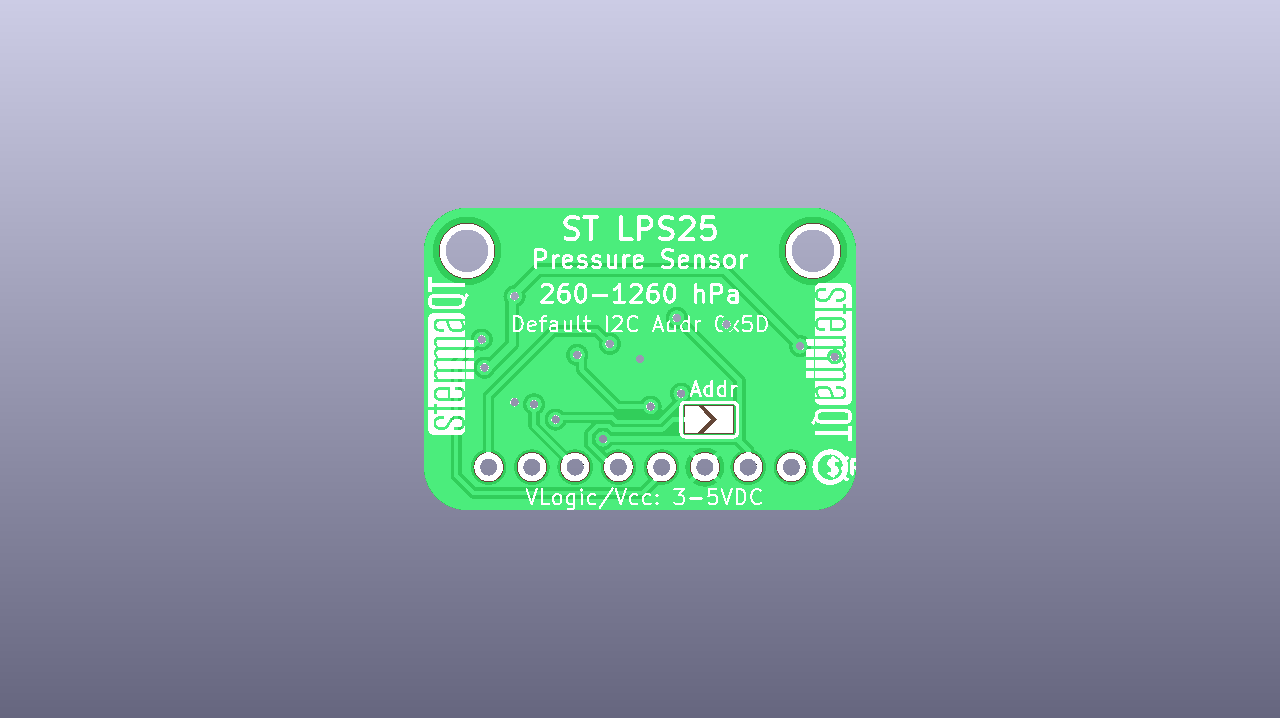 ST LPS25
Pressure Sensor
260-1260 hPa
Default I2C Addr 0x5D
stemmaQT
stemmaQT
Addr
VLogic/Vcc: 3-5VDC